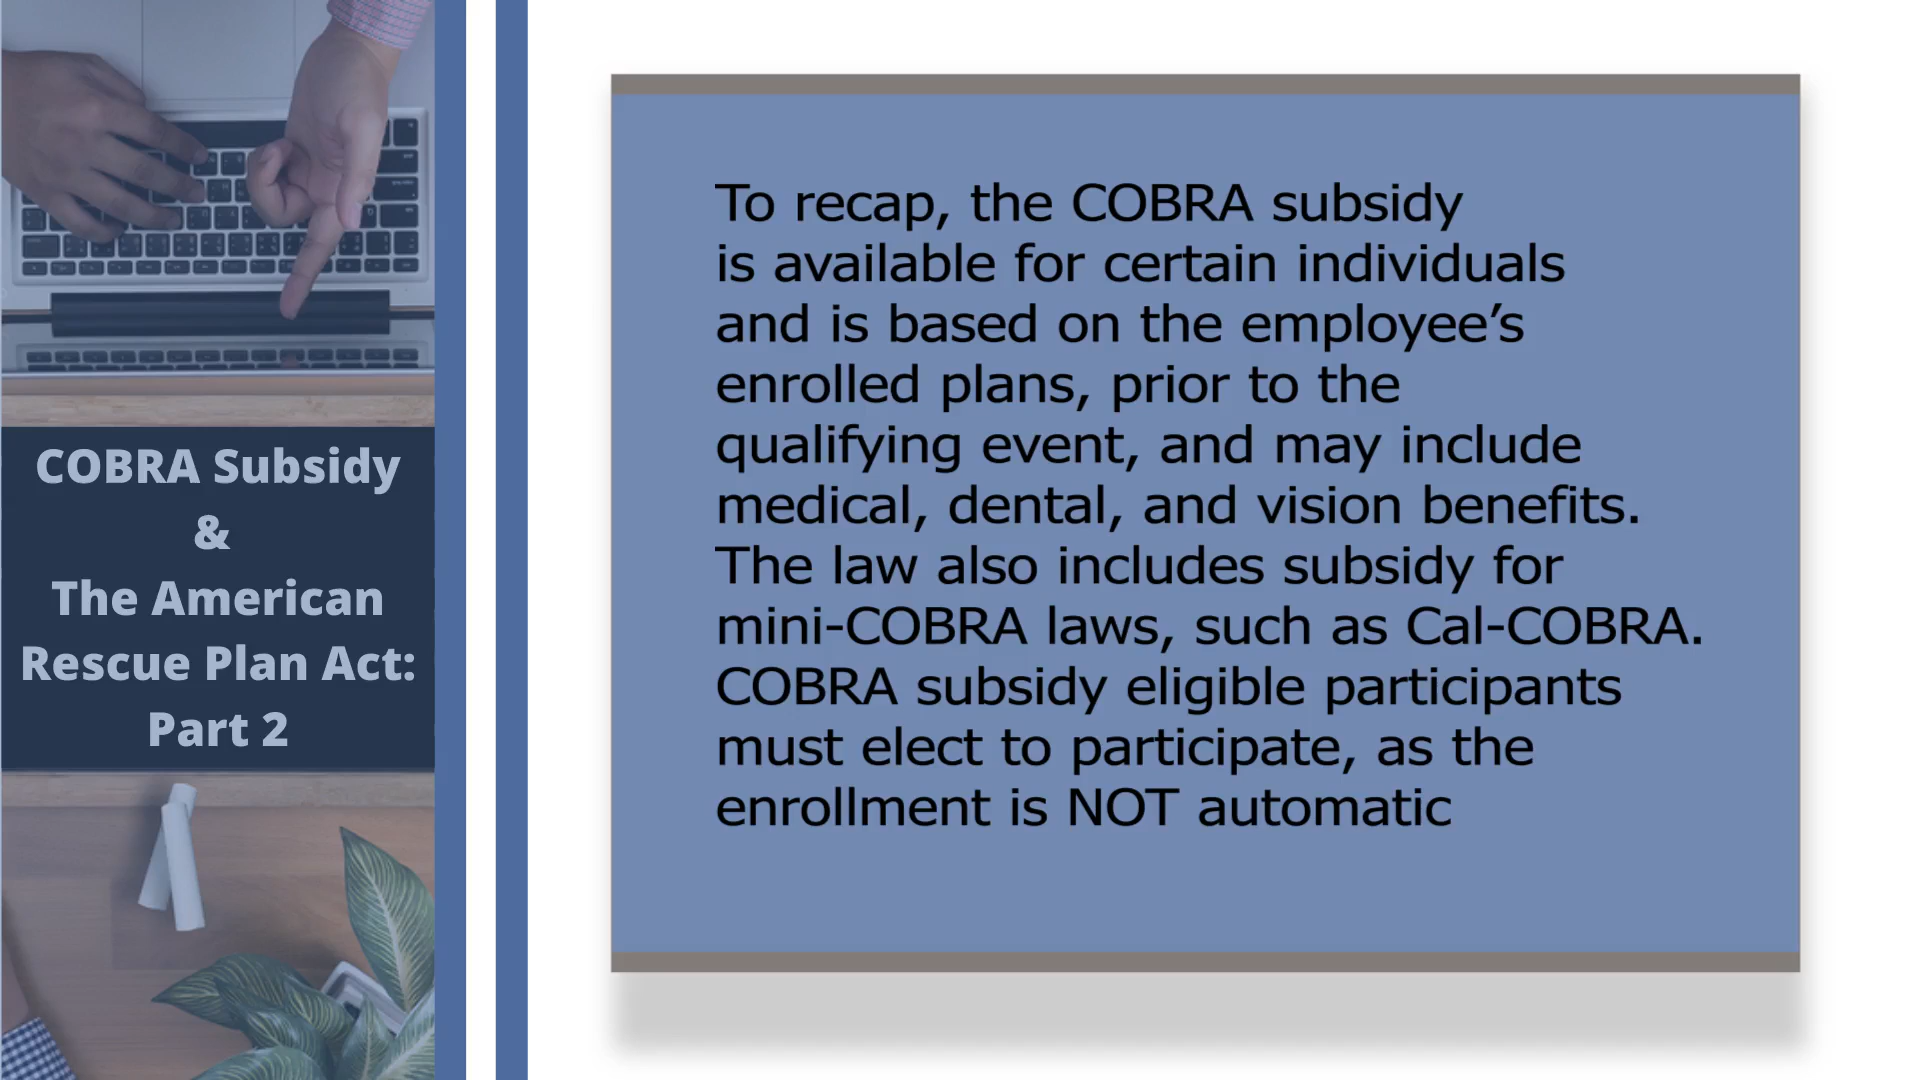 COBRA Subsidy
&
The American
Rescue Plan Act:
Part 2
To recap, the COBRA subsidy
is available for certain individuals
and is based on the employee’s
enrolled plans, prior to the
qualifying event, and may include
medical, dental, and vision benefits.
The law also includes subsidy for
mini-COBRA laws, such as Cal-COBRA.
COBRA subsidy eligible participants
must elect to participate, as the
enrollment is NOT automatic